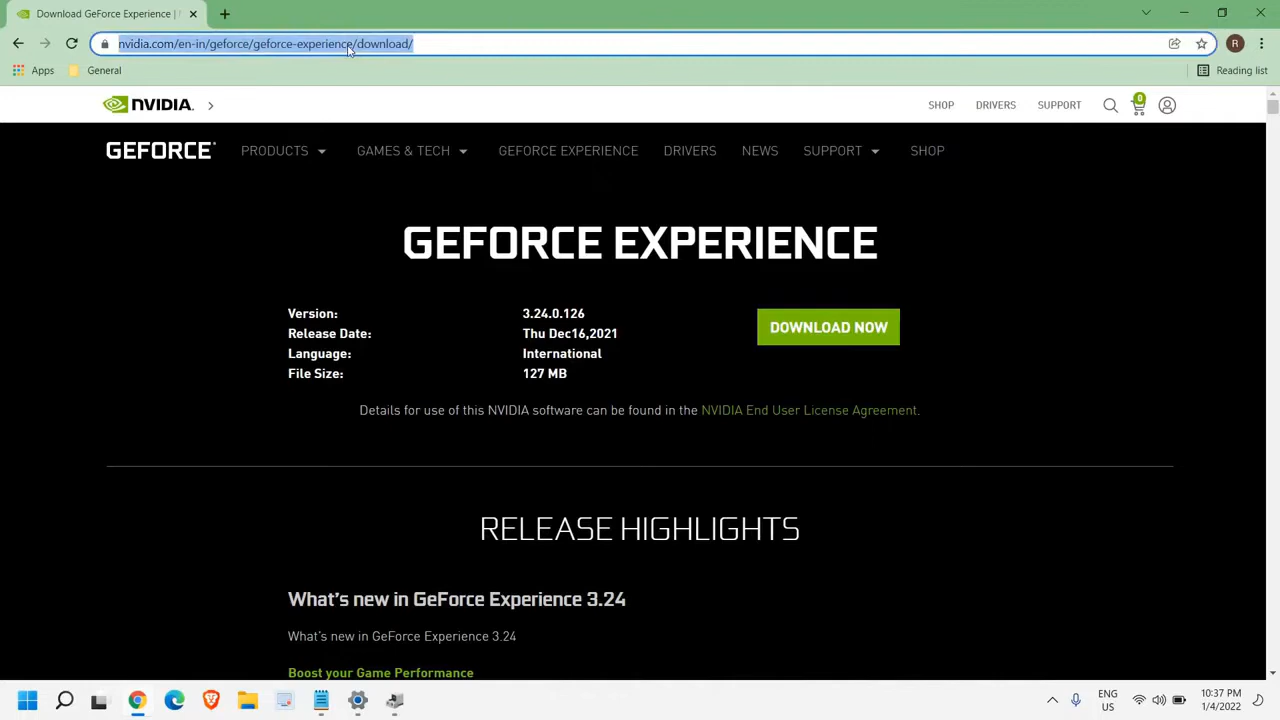 Download GeForce Experience |
nvidia.com/en-in/geforce/geforce-experience/download/
R
Apps
General
Reading list
NVIDIA.
SHOP
DRIVERS
SUPPORT
0
GEFORCE
PRODUCTS
GAMES & TECH
GEFORCE EXPERIENCE
DRIVERS
NEWS
SUPPORT
SHOP
GEFORCE EXPERIENCE
Version: 3.24.0.126
Release Date: Thu Dec16,2021
Language: International
File Size: 127 MB
DOWNLOAD NOW
Details for use of this NVIDIA software can be found in the NVIDIA End User License Agreement.
RELEASE HIGHLIGHTS
What's new in GeForce Experience 3.24
What's new in GeForce Experience 3.24
Boost your Game Performance
ENG
US
10:37 PM
1/4/2022